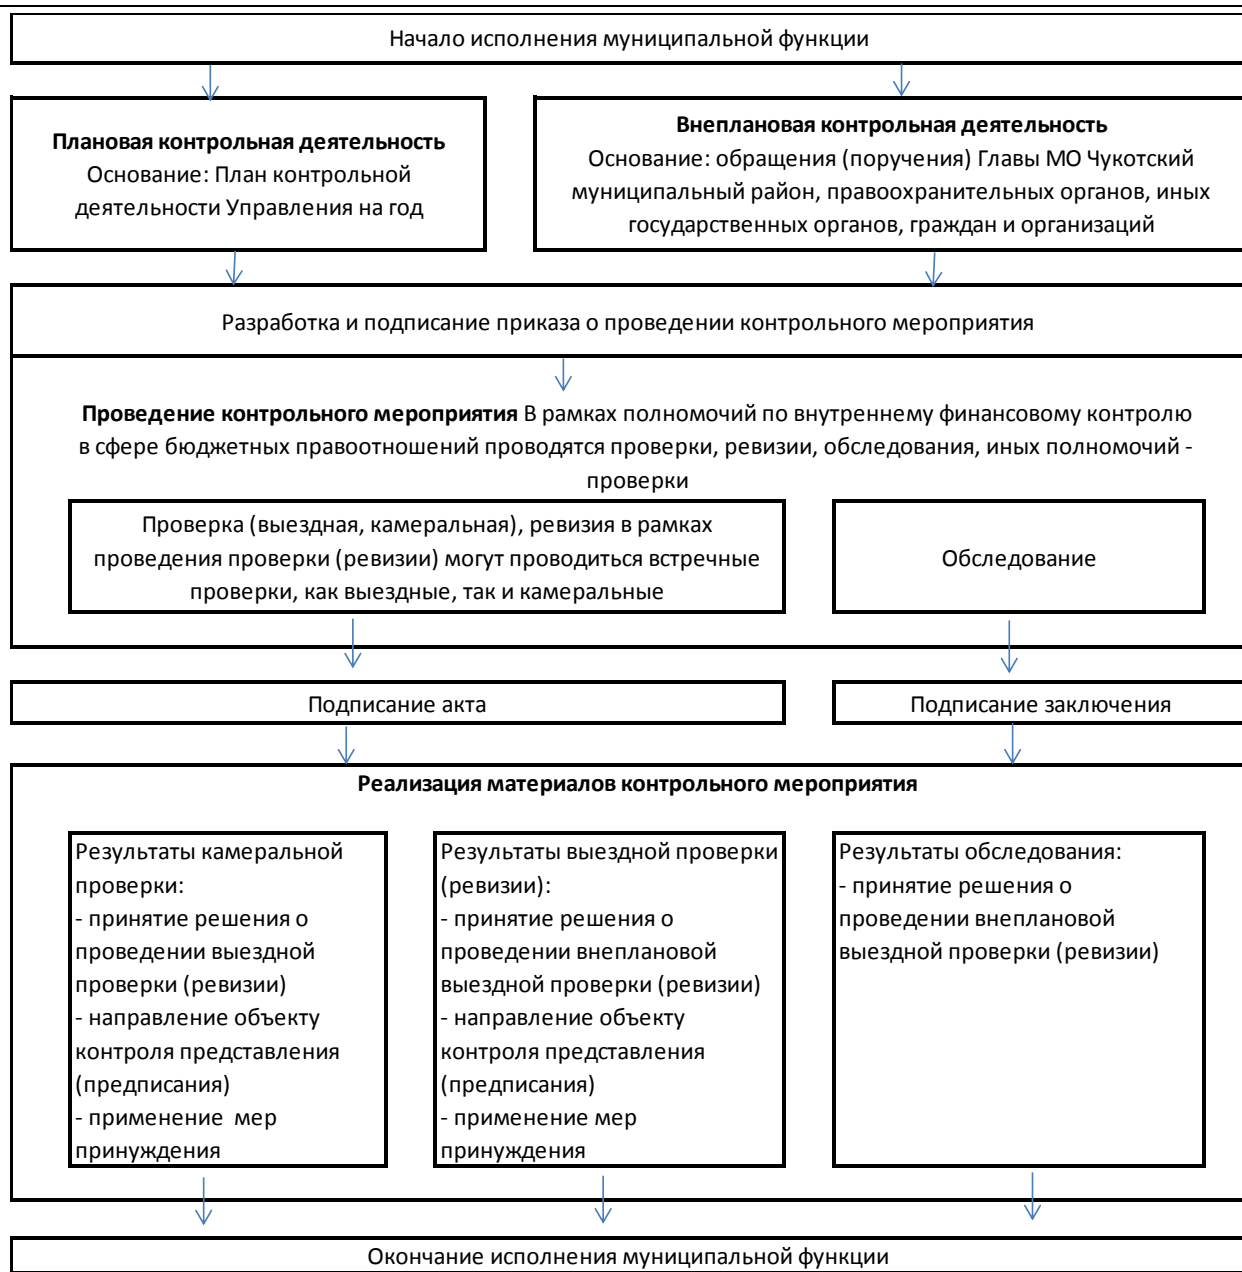 Начало исполнения муниципальной функции
Плановая контрольная деятельность
Основание: План контрольной
деятельности Управления на год
Внеплановая контрольная деятельность
Основание: обращения (поручения) Главы МО Чукотский
муниципальный район, правоохранительных органов, иных
государственных органов, граждан и организаций
Разработка и подписание приказа о проведении контрольного мероприятия
Проведение контрольного мероприятия В рамках полномочий по внутреннему финансовому контролю
в сфере бюджетных правоотношений проводятся проверки, ревизии, обследования, иных полномочий -
проверки
Проверка (выездная, камеральная), ревизия в рамках
проведения проверки (ревизии) могут проводиться встречные
проверки, как выездные, так и камеральные
Обследование
Подписание акта
Подписание заключения
Реализация материалов контрольного мероприятия
Результаты камеральной
проверки:
- принятие решения о
проведении выездной
проверки (ревизии)
- направление объекту
контроля представления
(предписания)
- применение  мер
принуждения
Результаты выездной проверки
(ревизии):
- принятие решения о
проведении внеплановой
выездной проверки (ревизии)
- направление объекту
контроля представления
(предписания)
- применение мер
принуждения
Результаты обследования:
- принятие решения о
проведении внеплановой
выездной проверки (ревизии)
Окончание исполнения муниципальной функции